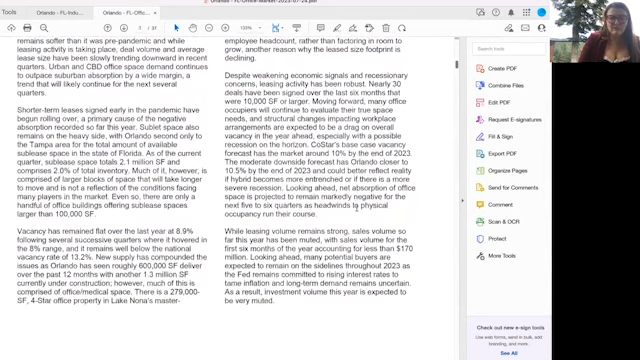 Orlando - FL-Office-Market-2023-07-24.pdf
Tools
Orlando - FL-Indu...
Orlando - FL-Offic...
/ 37
133%
remains softer than it was pre-pandemic and while
leasing activity is taking place, deal volume and average
lease size have been slowly trending downward in recent
quarters. Urban and CBD office space demand continues
to outpace suburban absorption by a wide margin, a
trend that will likely continue for the next several
quarters.
Shorter-term leases signed early in the pandemic have
begun rolling over, a primary cause of the negative
absorption recorded so far this year. Sublet space also
remains on the heavy side, with Orlando second only to
the Tampa area for the total amount of available
sublease space in the state of Florida. As of the
current quarter, sublease space totals 2.1 million SF and
comprises 2.0% of total inventory. Much of it, however, is
comprised of larger blocks of space that will take longer
to move and is not a reflection of the conditions facing
many players in the market. Even so, there are only a
handful of office buildings offering sublease spaces
larger than 100,000 SF.
Vacancy has remained flat over the last year at 8.9%
following several successive quarters where it hovered in
the 8% range, and it remains well below the national
vacancy rate of 13.2%. New supply has compounded the
issues as Orlando has seen roughly 600,000 SF deliver
over the past 12 months with another 1.3 million SF
currently under construction; however, much of this is
comprised of office/medical space. There is a 279,000-
SF, 4-Star office property in Lake Nona's master-
employee headcount, rather than factoring in room to
grow, another reason why the leased size footprint is
declining.
Despite weakening economic signals and recessionary
concerns, leasing activity has been robust. Nearly 30
deals have been signed over the last six months that
were 10,000 SF or larger. Moving forward, many office
occupiers will continue to evaluate their true space
needs, and structural changes impacting workplace
arrangements are expected to be a drag on overall
vacancy in the year ahead, especially with a possible
recession on the horizon. CoStar's base case vacancy
forecast has the market around 10% by the end of 2023.
The moderate downside forecast has Orlando closer to
10.5% by the end of 2023 and could better reflect reality
if hybrid becomes more entrenched or if there is a
more severe recession. Looking ahead, net absorption of office
space is projected to remain markedly negative for the
next five to six quarters as headwinds to physical
occupancy run their course.
While leasing volume remains strong, sales volume so
far this year has been muted, with sales volume for the
first six months of the year accounting for less than $170
million. Looking ahead, many potential buyers are
expected to remain on the sidelines throughout 2023 as
the Fed remains committed to rising interest rates to
tame inflation and long-term demand remains uncertain.
As a result, investment volume this year is expected to
be very muted.
Search tools
Create PDF
Combine Files
Edit PDF
Request E-signatures
Fill & Sign
Export PDF
Organize Pages
Send for Comments
Comment
Scan & OCR
Protect
More Tools
Check out new e-sign tools
Use web forms, send in bulk, add
branding, and more.